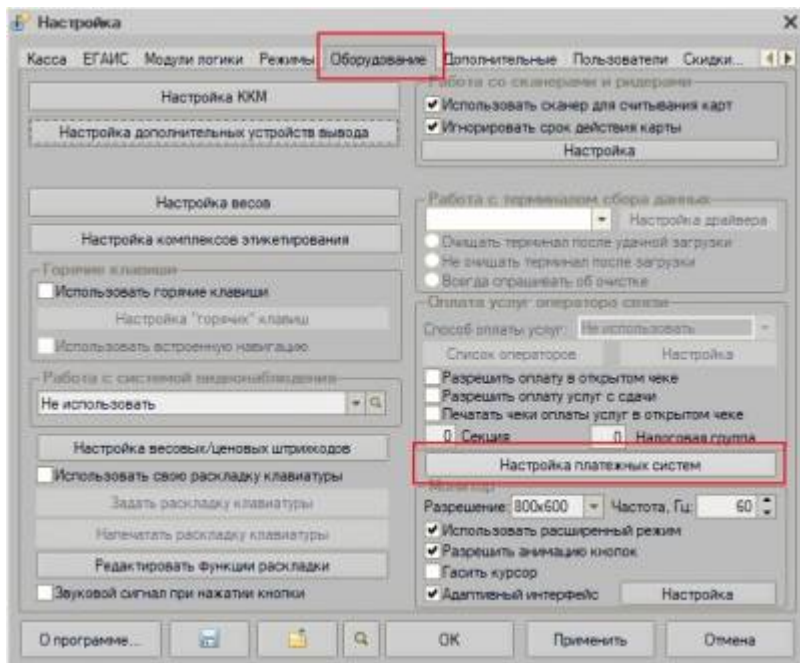 Настройка
Касса ЕГАИС Модули логики Режимы Оборудование Дополнительные Пользователи Скидки...
Настройка ККМ
Настройка дополнительных устройств вывода
Настройка весов
Настройка комплексов этикетирования
Горячие клавиши
Использовать горячие клавиши
Настройка "горячих" клавиш
Использовать встроенную навигацию
Работа с системой видеонаблюдения
Не использовать
Настройка весовых/ценовых штрихкодов
Использовать свою раскладку клавиатуры
Задать раскладку клавиатуры
Напечатать раскладку клавиатуры
Редактировать функции раскладки
Звуковой сигнал при нажатии кнопки
Работа со сканерами и ридерами
Использовать сканер для считывания карт
Игнорировать срок действия карты
Настройка
Работа с терминалом сбора данных
Настройка драйвера
Очищать терминал после удачной загрузки
Не очищать терминал после загрузки
Всегда спрашивать об очистке
Оплата услуг оператора связи
Способ оплаты услуг: Не использовать
Список операторов Настройка
Разрешить оплату в открытом чеке
Разрешить оплату услуг с сдачи
Печатать чеки оплаты услуг в открытом чеке
0 Секция 0 Налоговая группа
Настройка платежных систем
Монитор
Разрешение: 800x600 Частота, Гц: 60
Использовать расширенный режим
Разрешить анимацию кнопок
Гасить курсор
Адаптивный интерфейс Настройка
О программе... ОК Применить Отмена